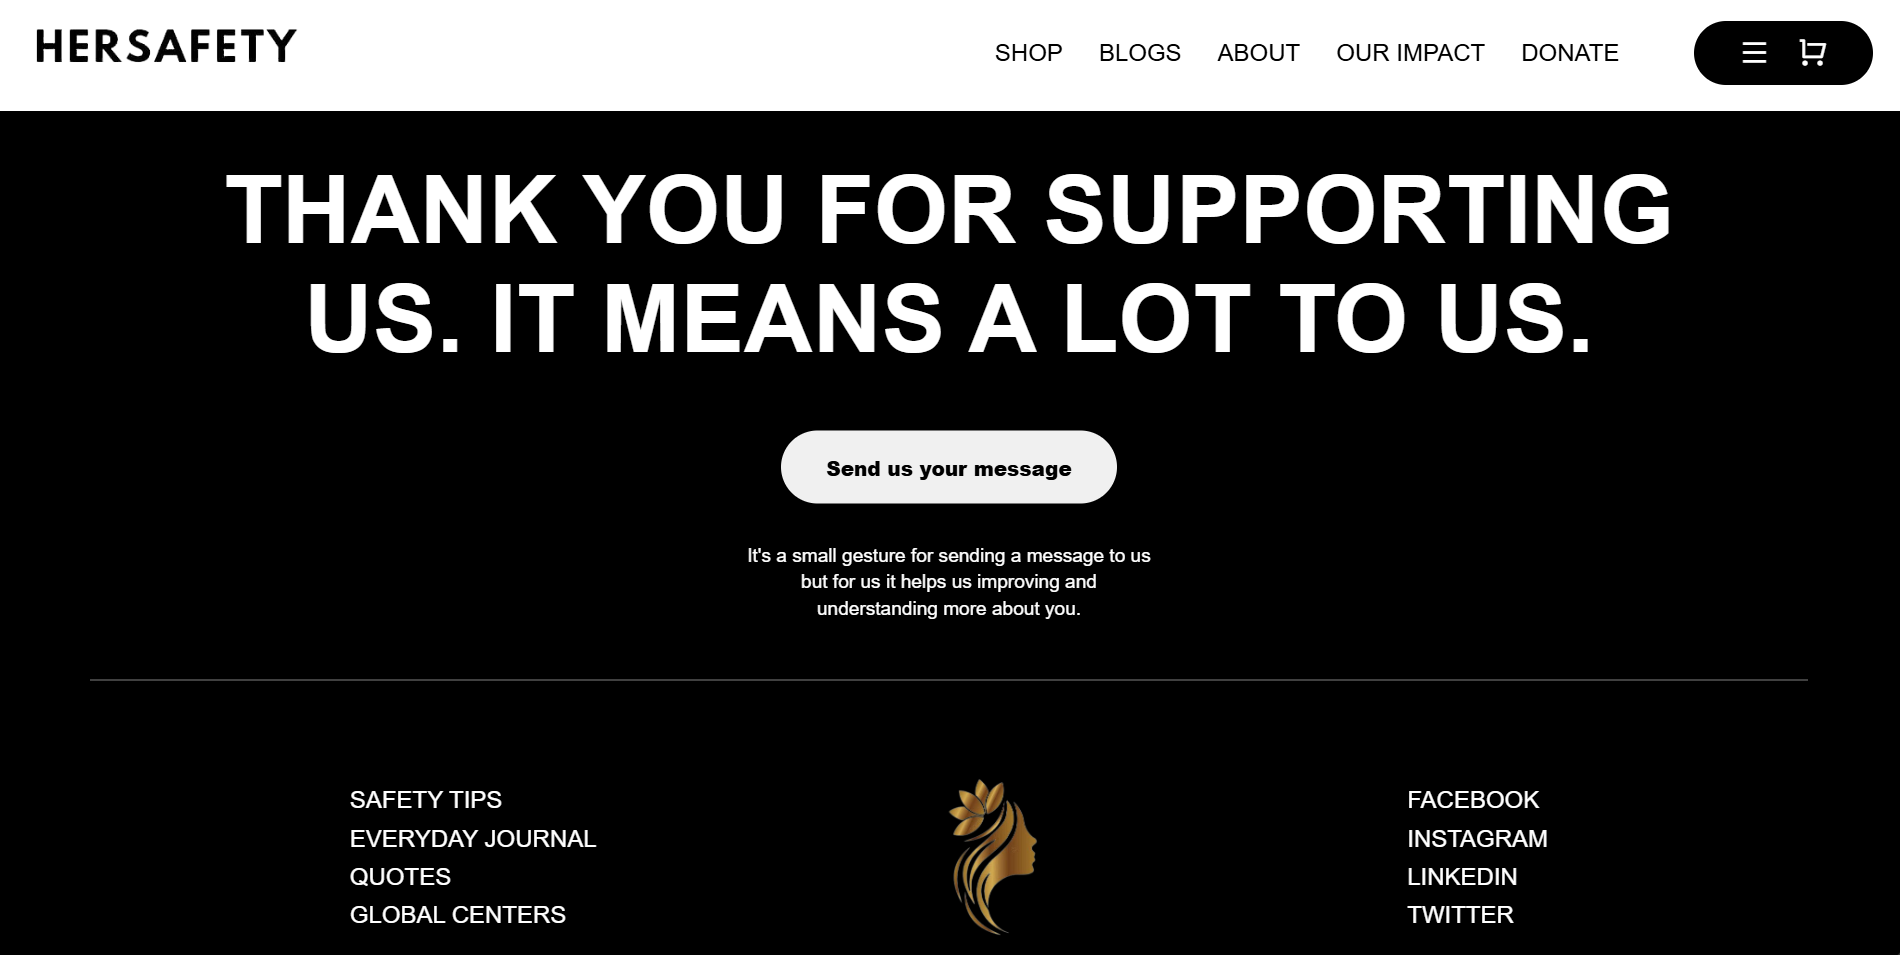 HERSAFETY
SHOP BLOGS ABOUT OUR IMPACT DONATE
THANK YOU FOR SUPPORTING
US. IT MEANS A LOT TO US.
Send us your message
It's a small gesture for sending a message to us
but for us it helps us improving and
understanding more about you.
SAFETY TIPS
EVERYDAY JOURNAL
QUOTES
GLOBAL CENTERS
FACEBOOK
INSTAGRAM
LINKEDIN
TWITTER